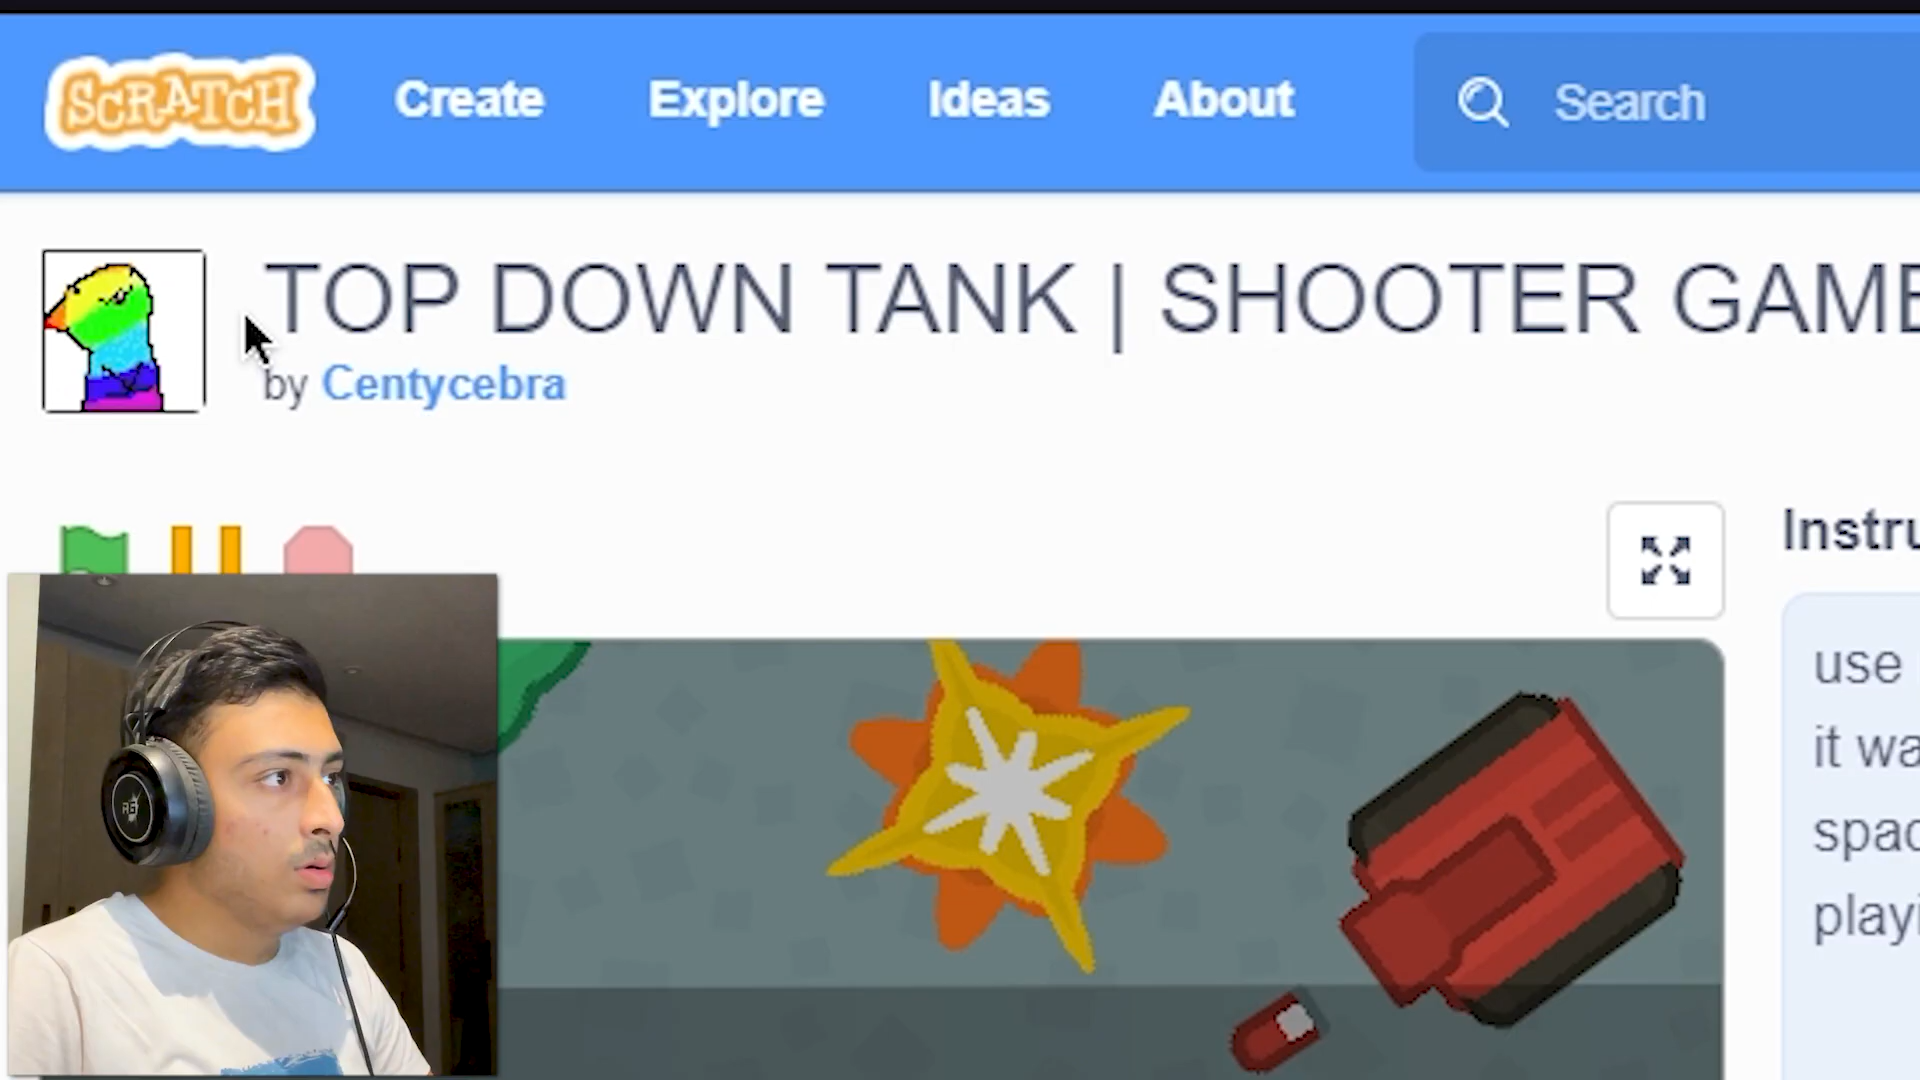 SCRATCH Create Explore Ideas About Search
TOP DOWN TANK | SHOOTER GAME
by Centycebra
Instru
use
it wa
spac
playi
RG